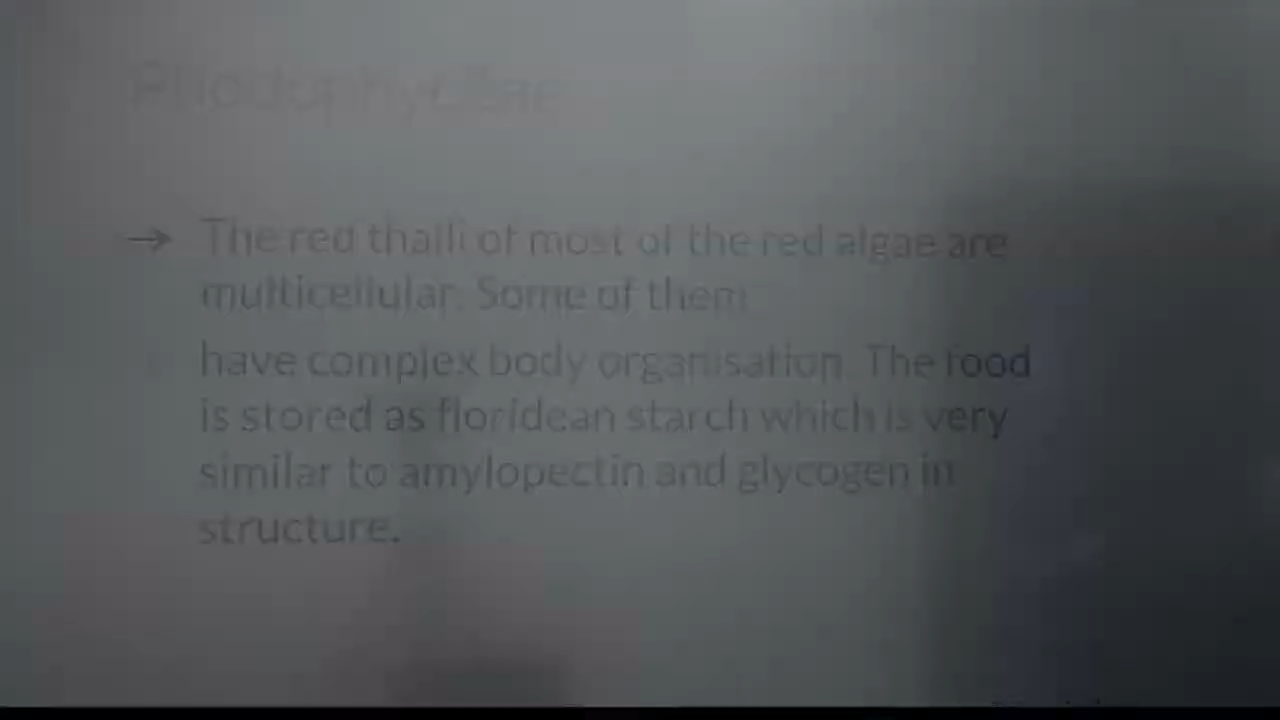 Rhodophyceae
→ The red thalli of most of the red algae are
multicellular. Some of them
have complex body organisation. The food
is stored as floridean starch which is very
similar to amylopectin and glycogen in
structure.